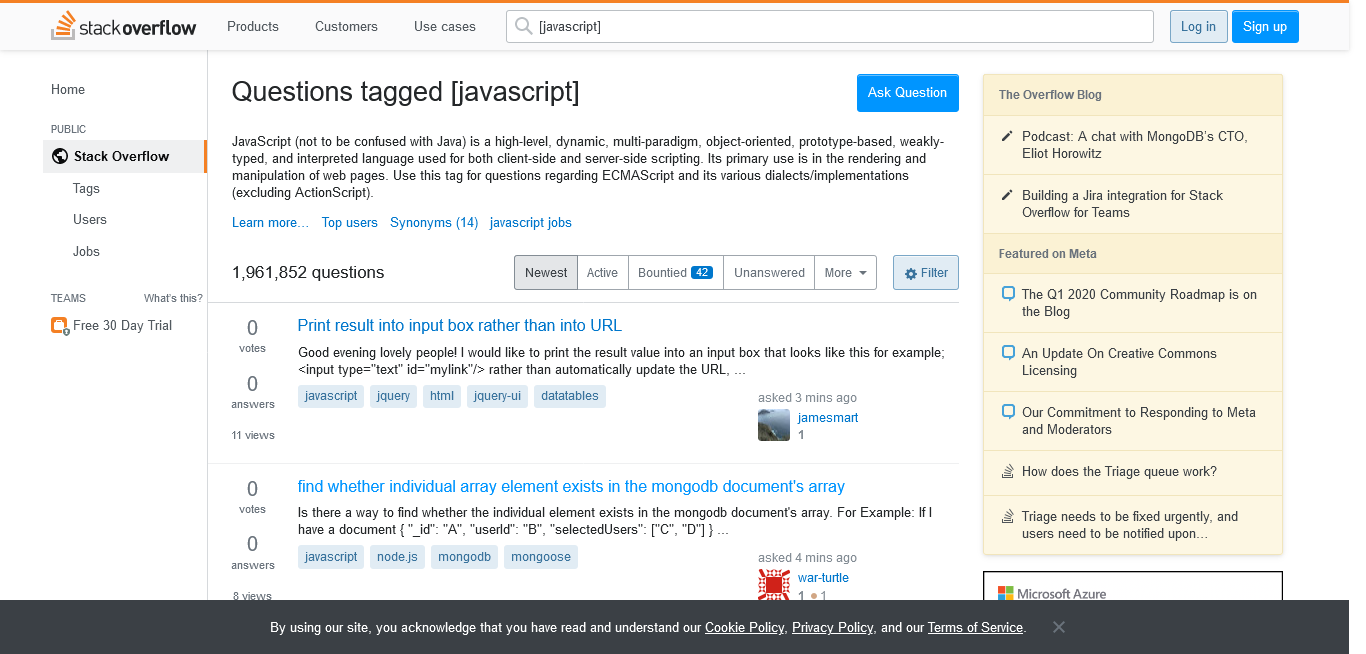 stackoverflow
Products
Customers
Use cases
[javascript]
Log in
Sign up
Home
PUBLIC
Stack Overflow
Tags
Users
Jobs
TEAMS
What's this?
Free 30 Day Trial
Questions tagged [javascript]
Ask Question
JavaScript (not to be confused with Java) is a high-level, dynamic, multi-paradigm, object-oriented, prototype-based, weakly-
typed, and interpreted language used for both client-side and server-side scripting. Its primary use is in the rendering and
manipulation of web pages. Use this tag for questions regarding ECMAScript and its various dialects/implementations
(excluding ActionScript).
Learn more… Top users Synonyms (14) javascript jobs
1,961,852 questions
Newest
Active
Bountied 42
Unanswered
More
Filter
0
votes
0
answers
11 views
Print result into input box rather than into URL
Good evening lovely people! I would like to print the result value into an input box that looks like this for example;
<input type="text" id="mylink"/> rather than automatically update the URL, ...
javascript jquery html jquery-ui datatables
asked 3 mins ago
jamesmart
1
0
votes
0
answers
8 views
find whether individual array element exists in the mongodb document's array
Is there a way to find whether the individual element exists in the mongodb document's array. For Example: If I
have a document { "_id": "A", "userId": "B", "selectedUsers": ["C", "D"] } ...
javascript node.js mongodb mongoose
asked 4 mins ago
war-turtle
1 1
The Overflow Blog
Podcast: A chat with MongoDB's CTO,
Eliot Horowitz
Building a Jira integration for Stack
Overflow for Teams
Featured on Meta
The Q1 2020 Community Roadmap is on
the Blog
An Update On Creative Commons
Licensing
Our Commitment to Responding to Meta
and Moderators
How does the Triage queue work?
Triage needs to be fixed urgently, and
users need to be notified upon…
Microsoft Azure
By using our site, you acknowledge that you have read and understand our Cookie Policy, Privacy Policy, and our Terms of Service.